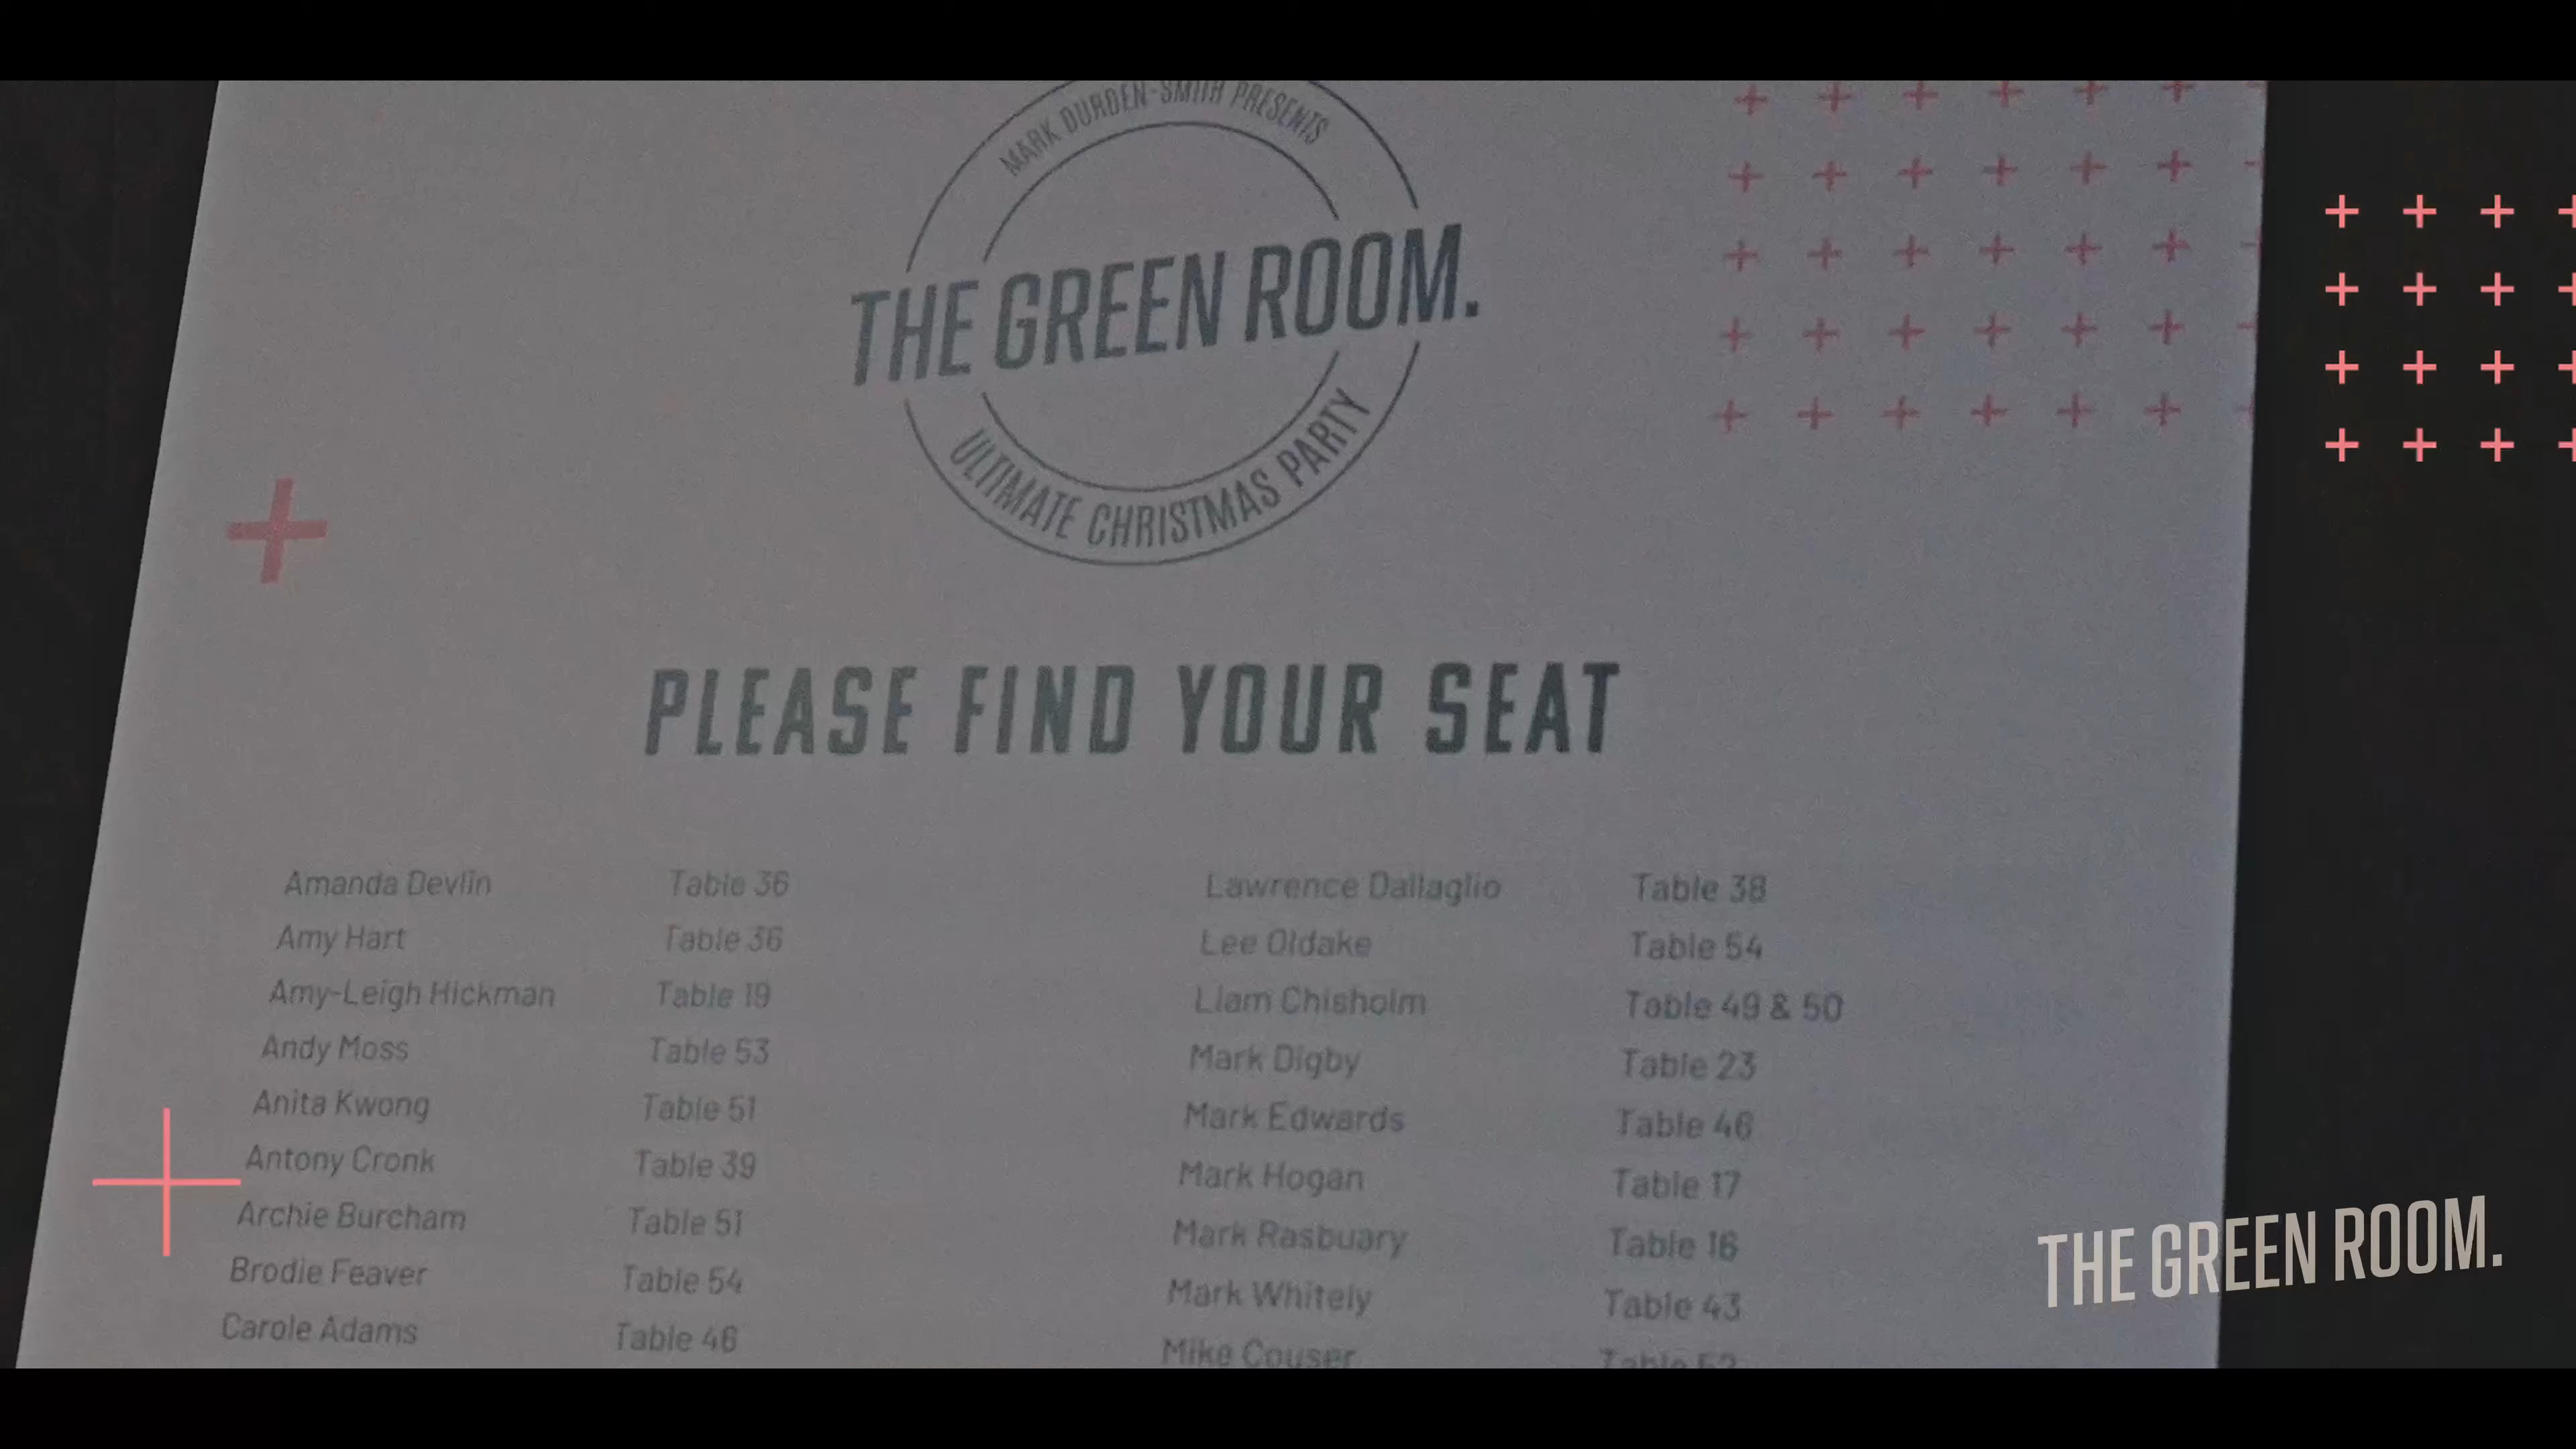 MARK DURDEN-SMITH PRESENTS
THE GREEN ROOM.
ULTIMATE CHRISTMAS PARTY
PLEASE FIND YOUR SEAT
Amanda Devlin Table 36
Amy Hart Table 36
Amy-Leigh Hickman Table 19
Andy Moss Table 53
Anita Kwong Table 51
Antony Cronk Table 39
Archie Burcham Table 51
Brodie Feaver Table 54
Carole Adams Table 46
Lawrence Dallaglio Table 38
Lee Oldake Table 54
Liam Chisholm Table 49 & 50
Mark Digby Table 23
Mark Edwards Table 46
Mark Hogan Table 17
Mark Rasbuary Table 16
Mark Whitely Table 43
Mike Couser Table 52
THE GREEN ROOM.